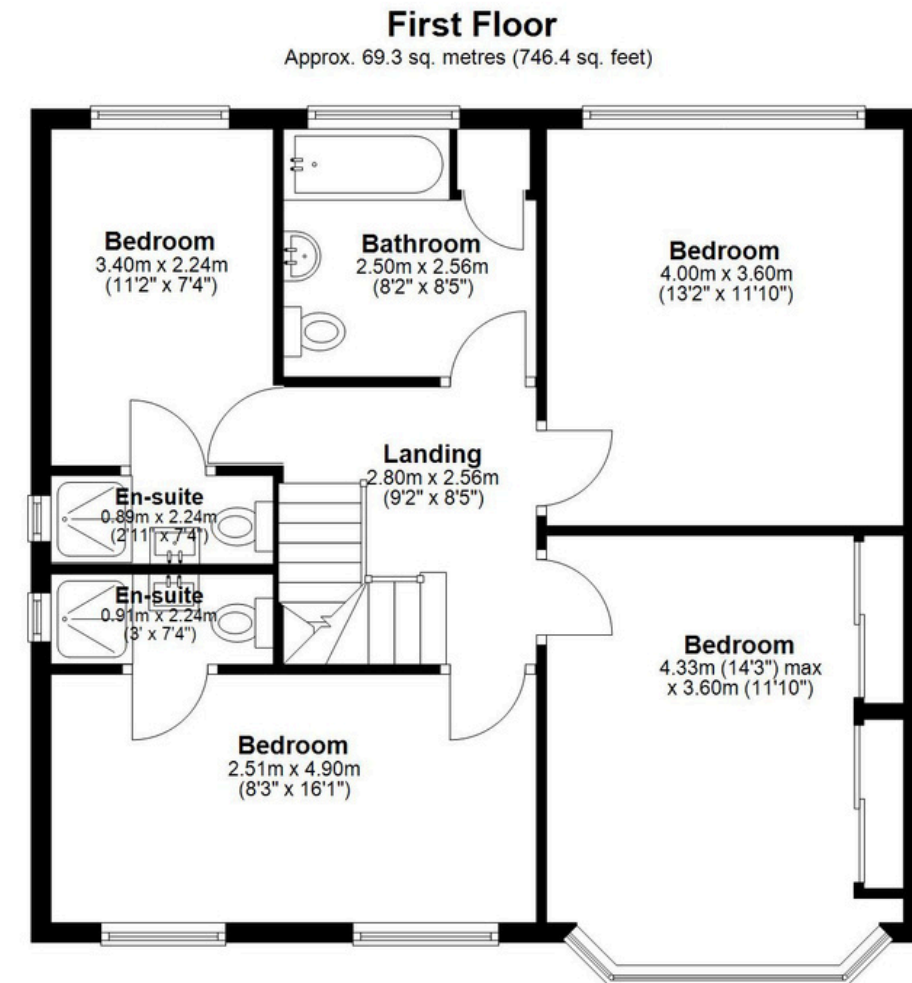 First Floor
Approx. 69.3 sq. metres (746.4 sq. feet)
Bedroom
3.40m x 2.24m
(11'2" x 7'4")
Bathroom
2.50m x 2.56m
(8'2" x 8'5")
Bedroom
4.00m x 3.60m
(13'2" x 11'10")
Landing
2.80m x 2.56m
(9'2" x 8'5")
En-suite
0.89m x 2.24m
(2'11" x 7'4")
En-suite
0.91m x 2.24m
(3' x 7'4")
Bedroom
4.33m (14'3") max
x 3.60m (11'10")
Bedroom
2.51m x 4.90m
(8'3" x 16'1")